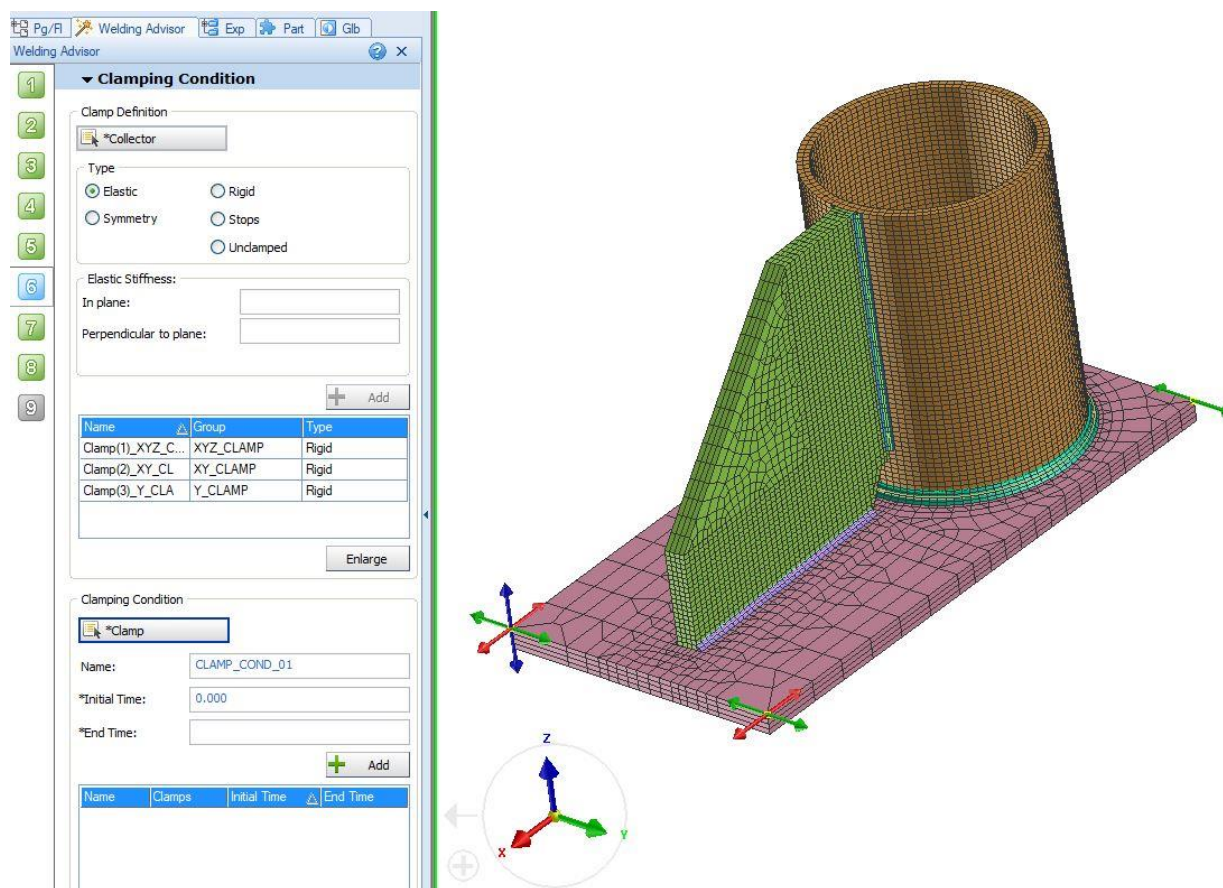 Pg/Fl Welding Advisor Exp Part Glb
Welding Advisor
1
2
3
4
5
6
7
8
9
Clamping Condition
Clamp Definition
*Collector
Type
Elastic Rigid
Symmetry Stops
Unclamped
Elastic Stiffness:
In plane:
Perpendicular to plane:
Add
Name Group Type
Clamp(1)_XYZ_C... XYZ_CLAMP Rigid
Clamp(2)_XY_CL XY_CLAMP Rigid
Clamp(3)_Y_CLA Y_CLAMP Rigid
Enlarge
Clamping Condition
*Clamp
Name: CLAMP_COND_01
*Initial Time: 0.000
*End Time:
Add
Name Clamps Initial Time End Time
Z
X
Y